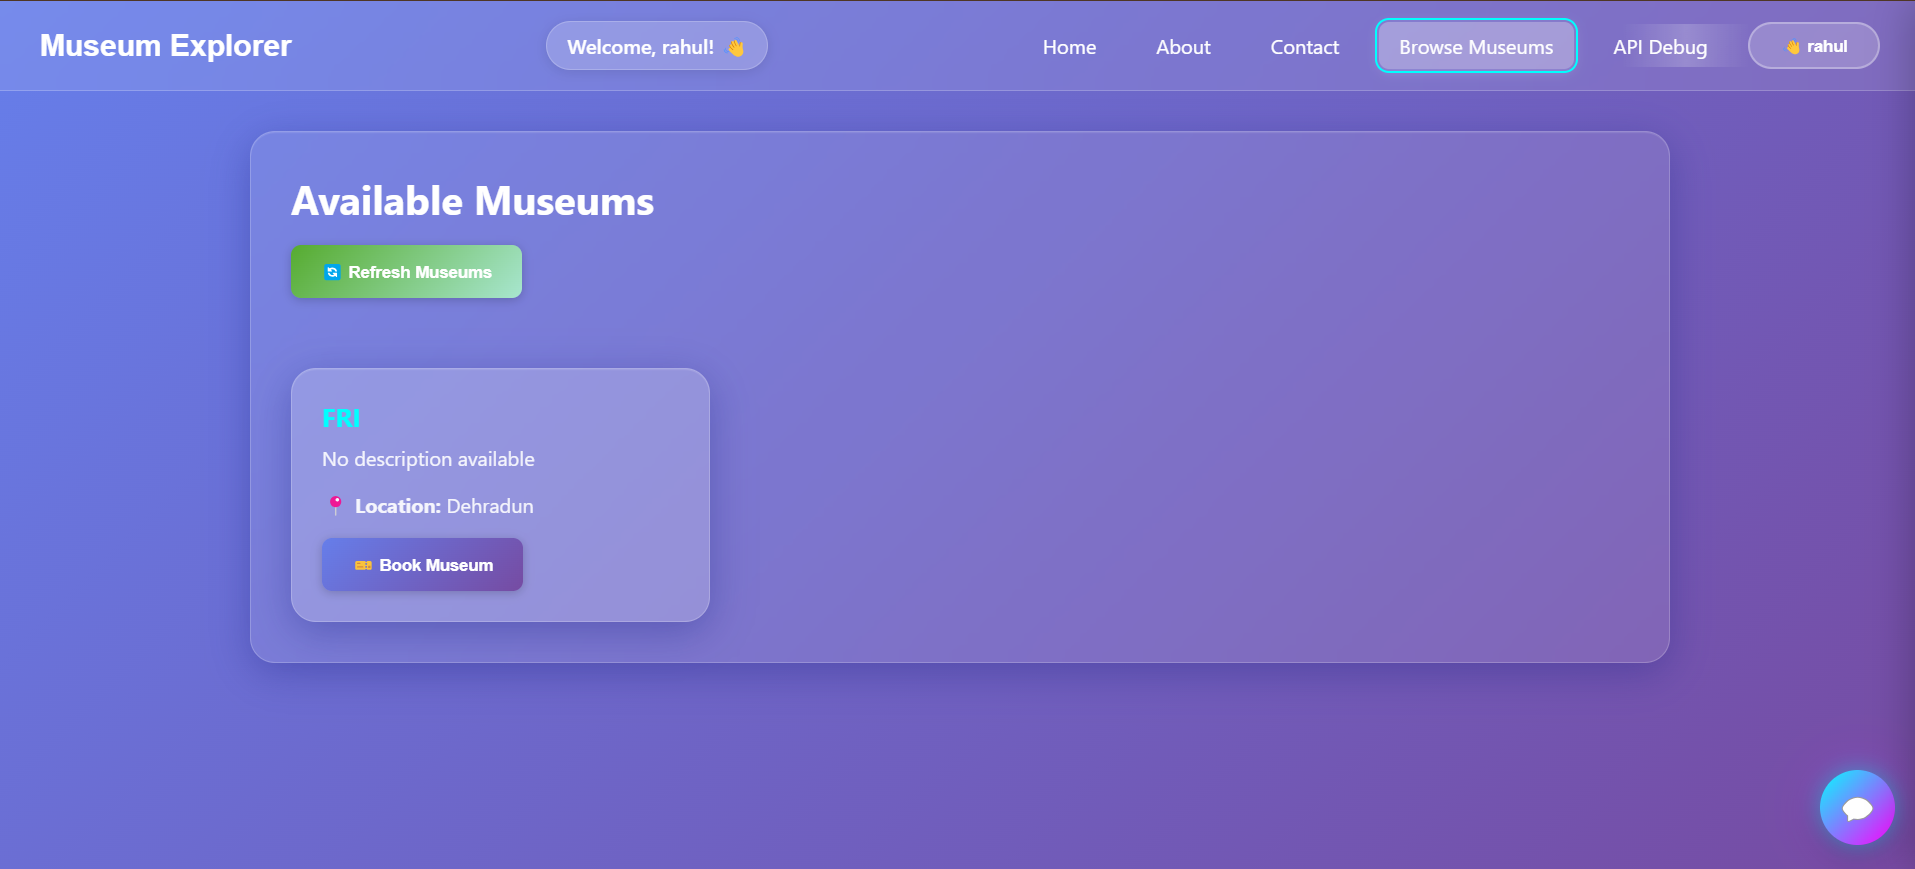 Museum Explorer
Welcome, rahul! 👋
Home
About
Contact
Browse Museums
API Debug
👋 rahul
Available Museums
🔄 Refresh Museums
FRI
No description available
📍 Location: Dehradun
🎫 Book Museum